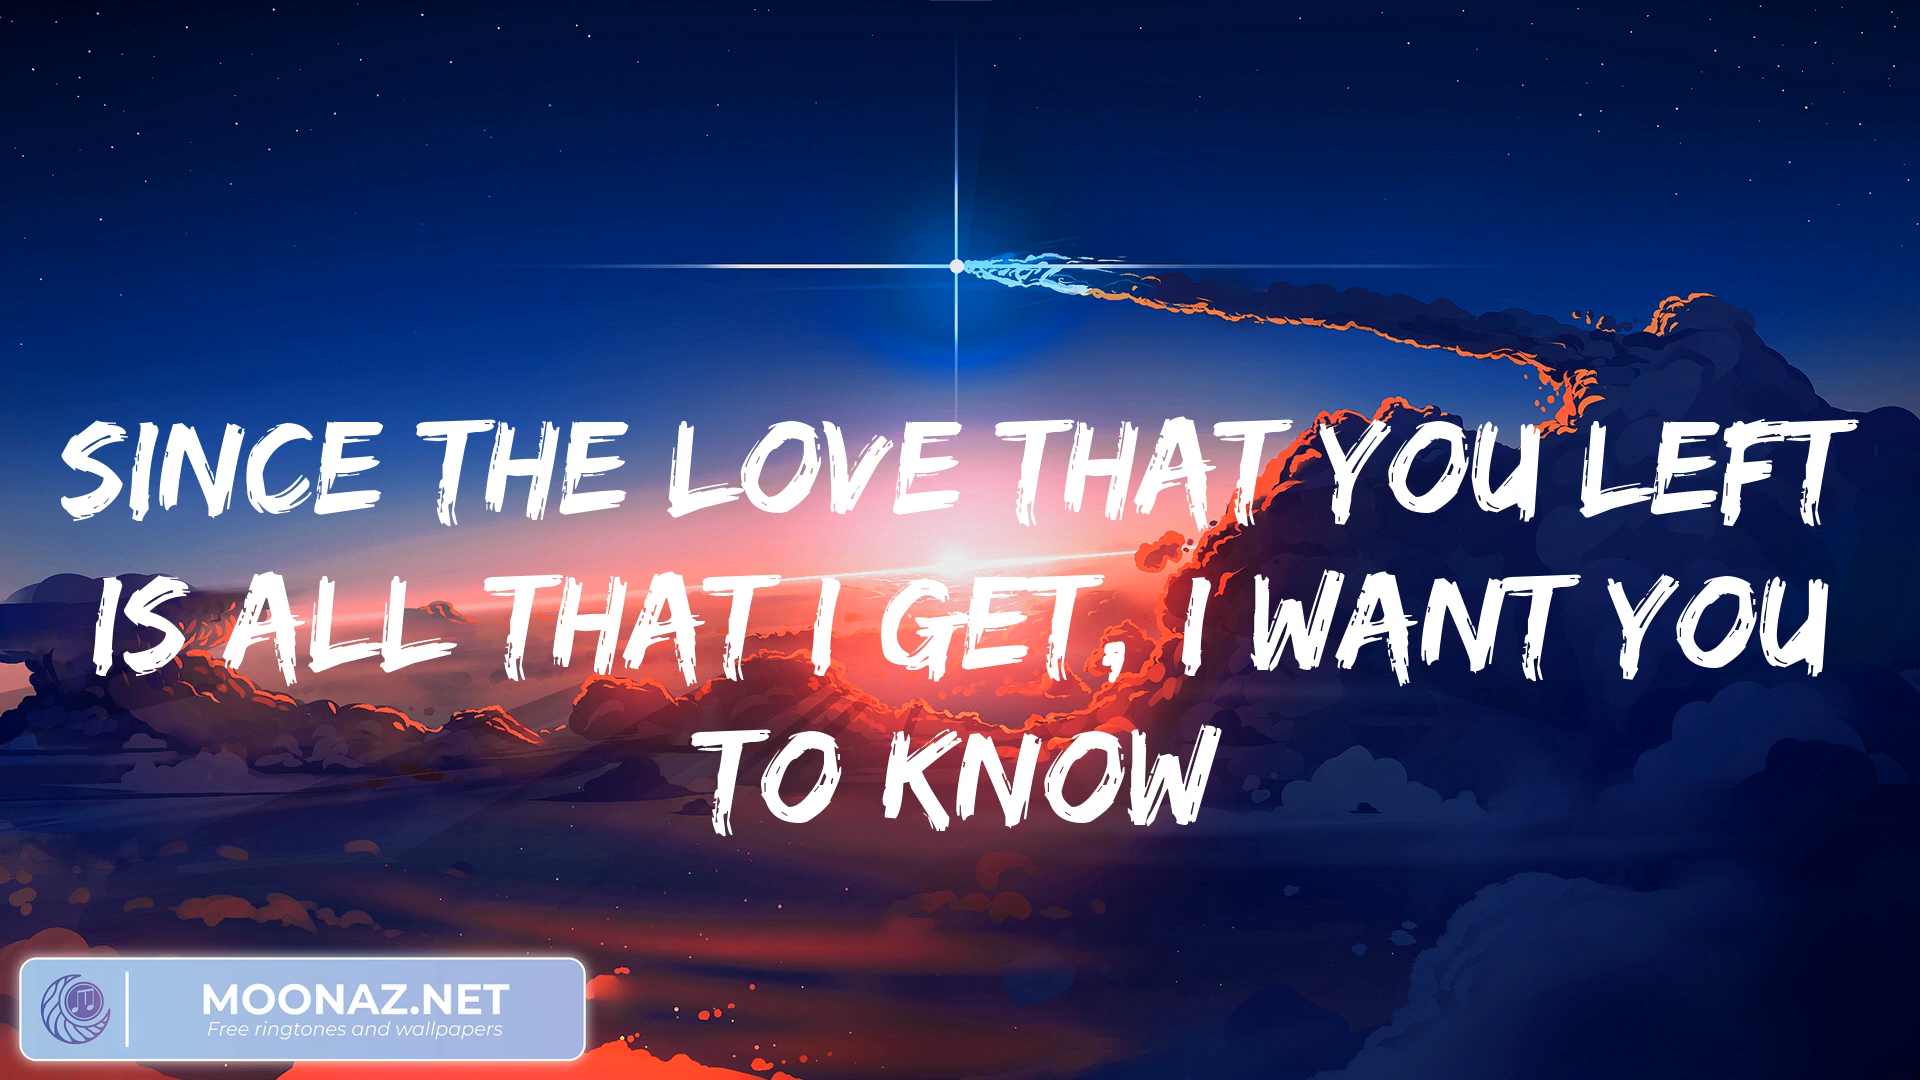 SINCE THE LOVE THAT YOU LEFT
IS ALL THAT I GET, I WANT YOU
TO KNOW
MOONAZ.NET
Free ringtones and wallpapers